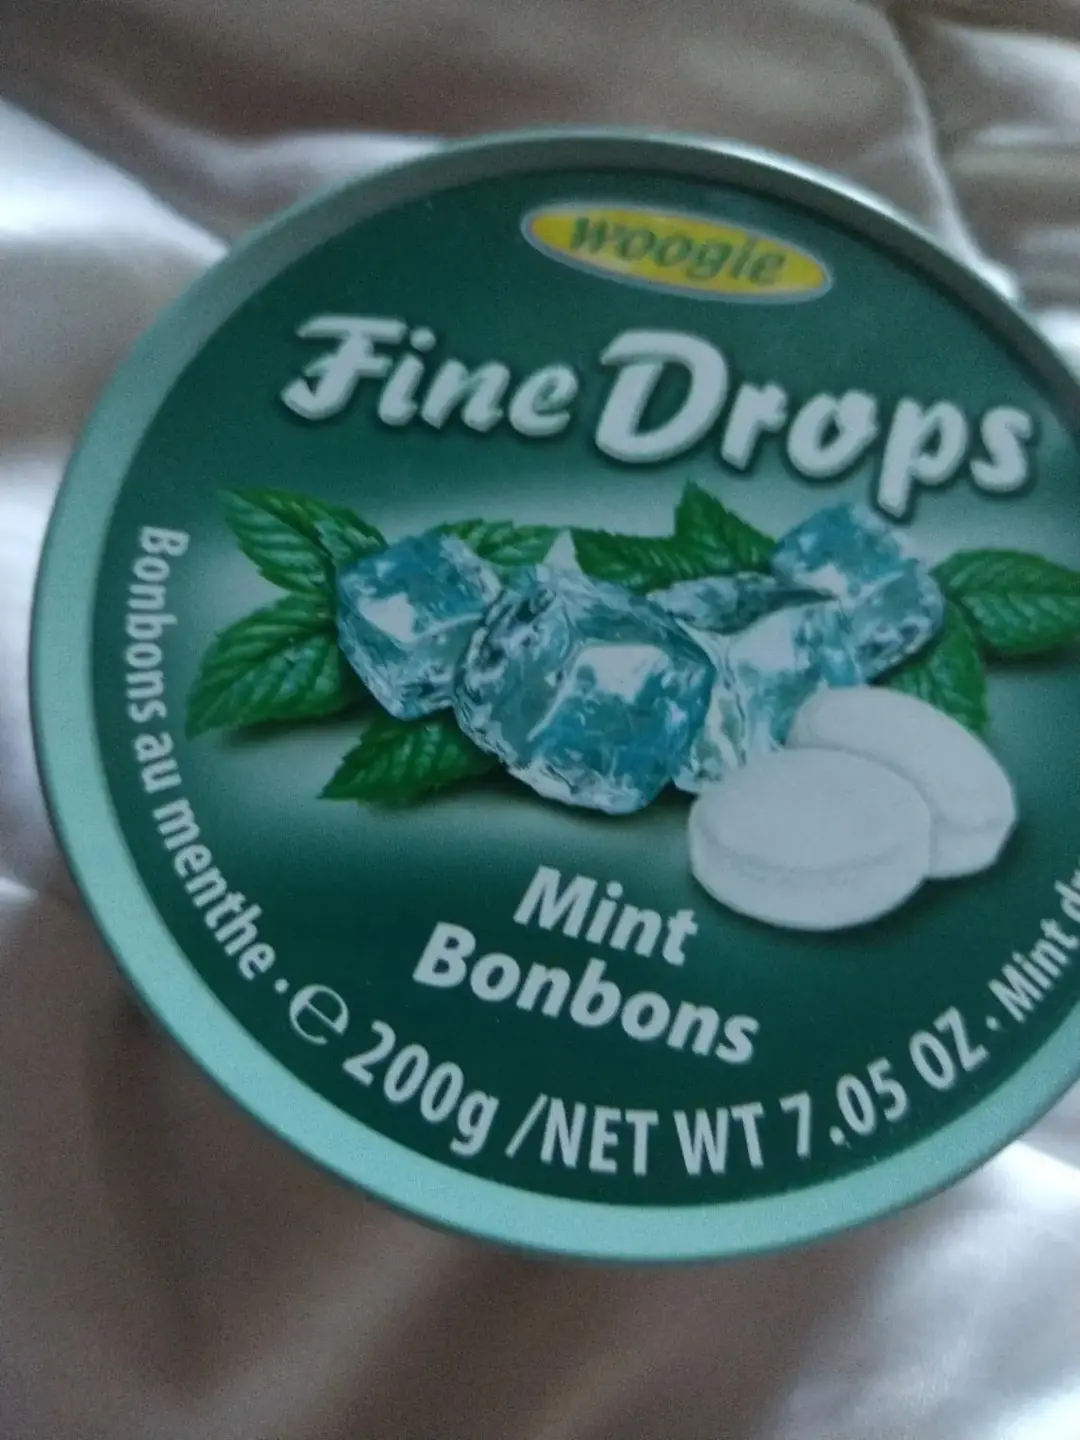 woogie
Fine Drops
Mint
Bonbons
Bonbons au menthe · ℮ 200g /NET WT 7.05 OZ · Mint